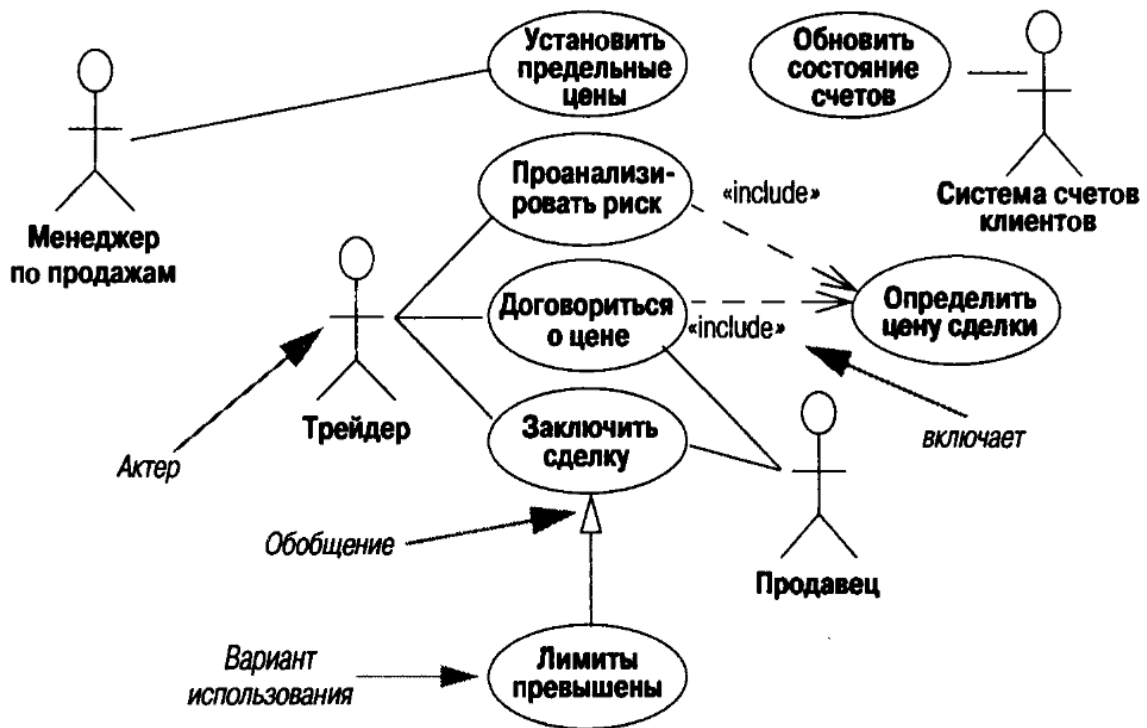 Установить
предельные
цены
Обновить
состояние
счетов
Менеджер
по продажам
Проанализи-
ровать риск
«include»
Система счетов
клиентов
Договориться
о цене
«include»
Определить
цену сделки
Трейдер
Актер
Заключить
сделку
включает
Обобщение
Продавец
Вариант
использования
Лимиты
превышены